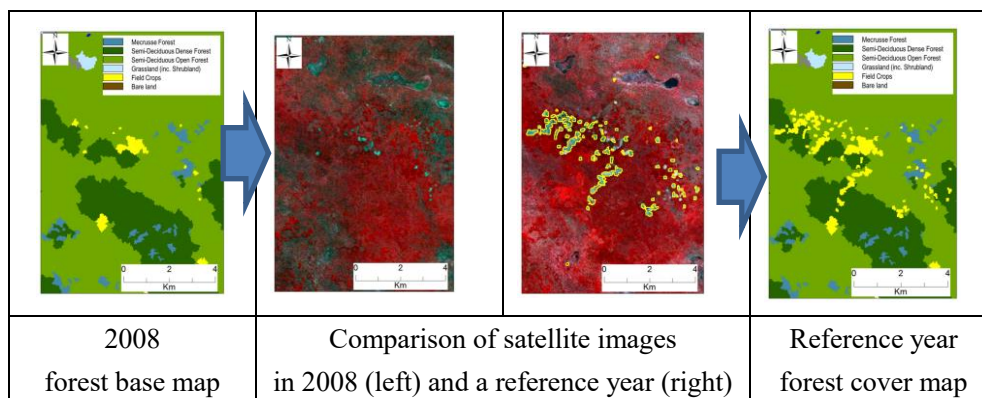 Mecrusse Forest
Semi-Deciduous Dense Forest
Semi-Deciduous Open Forest
Grassland (inc. Shrubland)
Field Crops
Bare land
0 2 4
Km
0 2 4
Km
0 2 4
Km
Mecrusse Forest
Semi-Deciduous Dense Forest
Semi-Deciduous Open Forest
Grassland (inc. Shrubland)
Field Crops
Bare land
0 2 4
Km
2008
forest base map
Comparison of satellite images
in 2008 (left) and a reference year (right)
Reference year
forest cover map